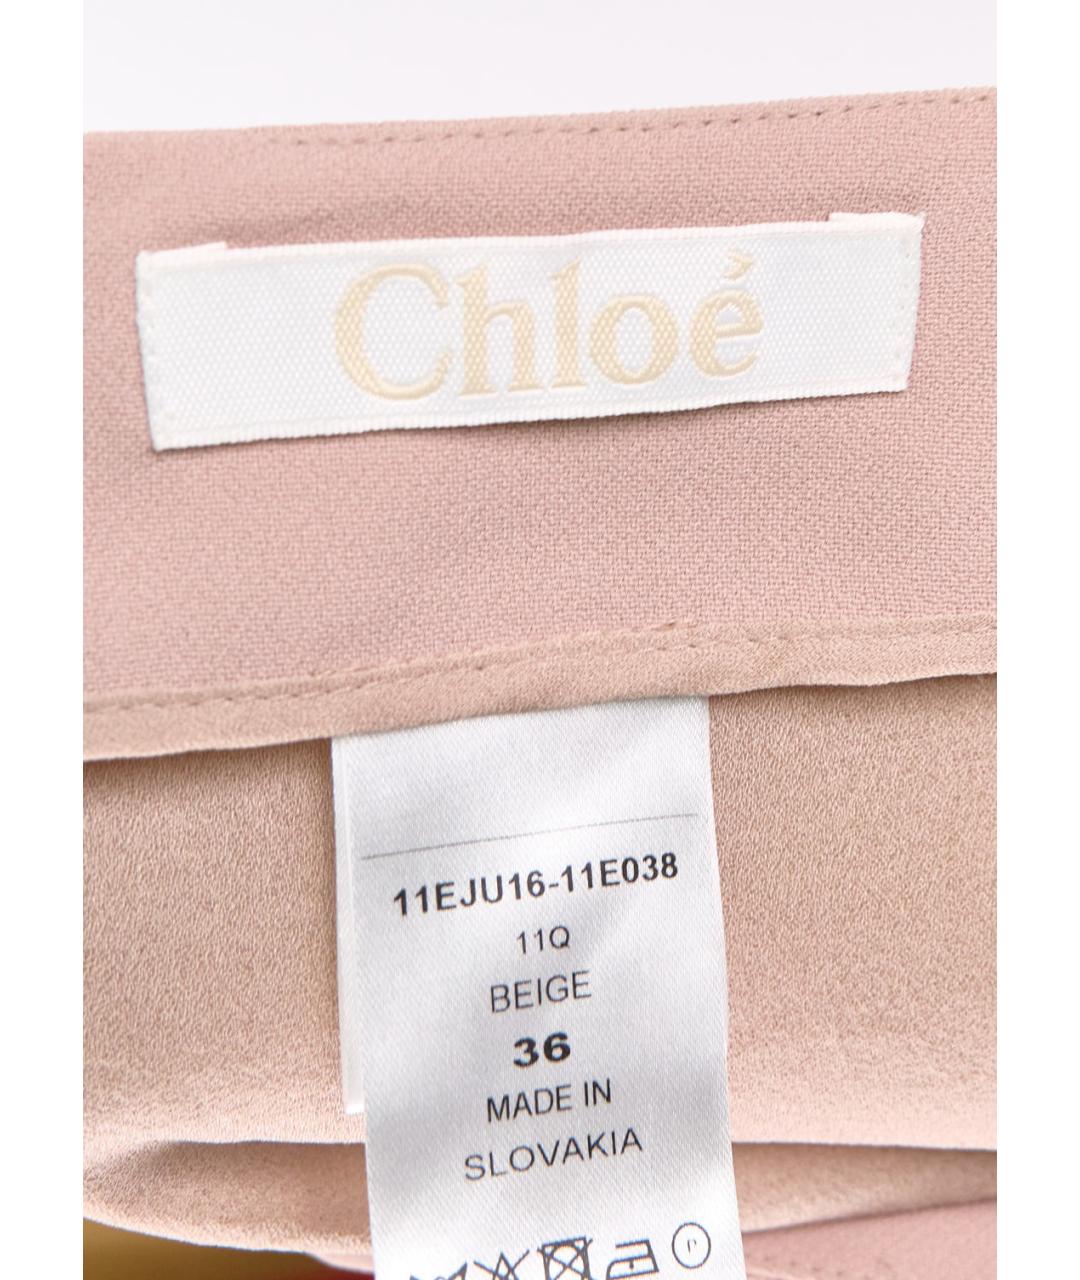 Chloé
11EJU16-11E038
11Q
BEIGE
36
MADE IN
SLOVAKIA
P